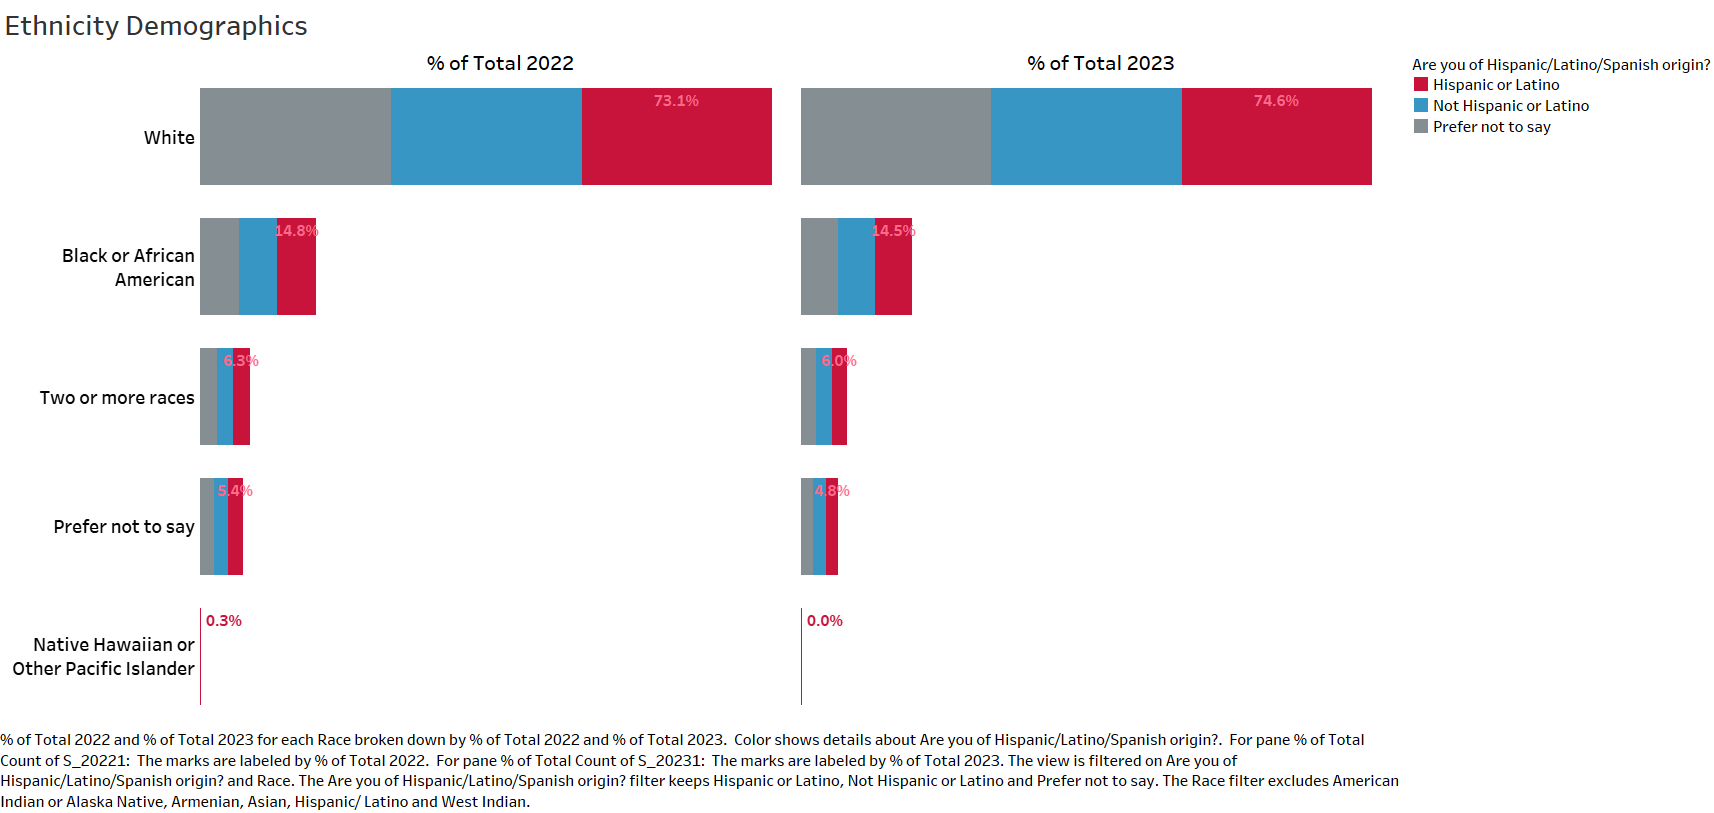 Ethnicity Demographics
% of Total 2022
% of Total 2023
Are you of Hispanic/Latino/Spanish origin?
Hispanic or Latino
Not Hispanic or Latino
Prefer not to say
White
73.1%
74.6%
Black or African
American
14.8%
14.5%
Two or more races
6.3%
6.0%
Prefer not to say
5.4%
4.8%
Native Hawaiian or
Other Pacific Islander
0.3%
0.0%
% of Total 2022 and % of Total 2023 for each Race broken down by % of Total 2022 and % of Total 2023.  Color shows details about Are you of Hispanic/Latino/Spanish origin?.  For pane % of Total
Count of S_20221:  The marks are labeled by % of Total 2022.  For pane % of Total Count of S_20231:  The marks are labeled by % of Total 2023. The view is filtered on Are you of
Hispanic/Latino/Spanish origin? and Race. The Are you of Hispanic/Latino/Spanish origin? filter keeps Hispanic or Latino, Not Hispanic or Latino and Prefer not to say. The Race filter excludes American
Indian or Alaska Native, Armenian, Asian, Hispanic/ Latino and West Indian.